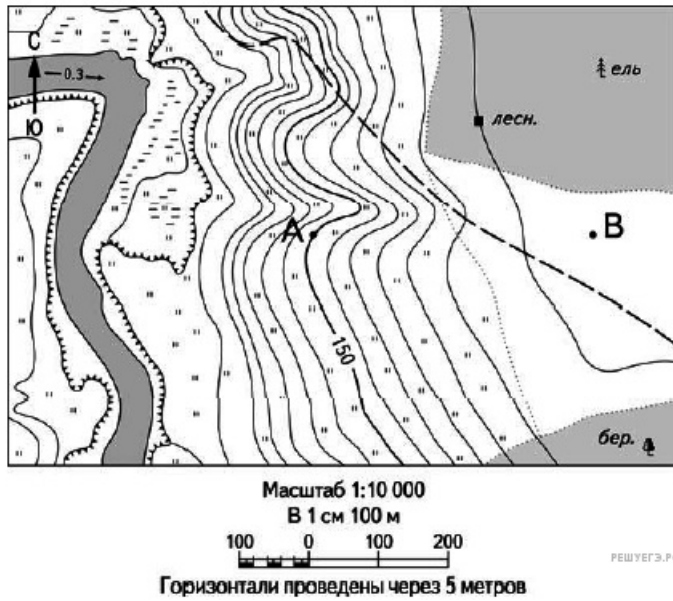 С
0.3
Ю
ель
лесн.
А
В
150
бер.
Масштаб 1:10 000
В 1 см 100 м
100 0 100 200
Горизонтали проведены через 5 метров